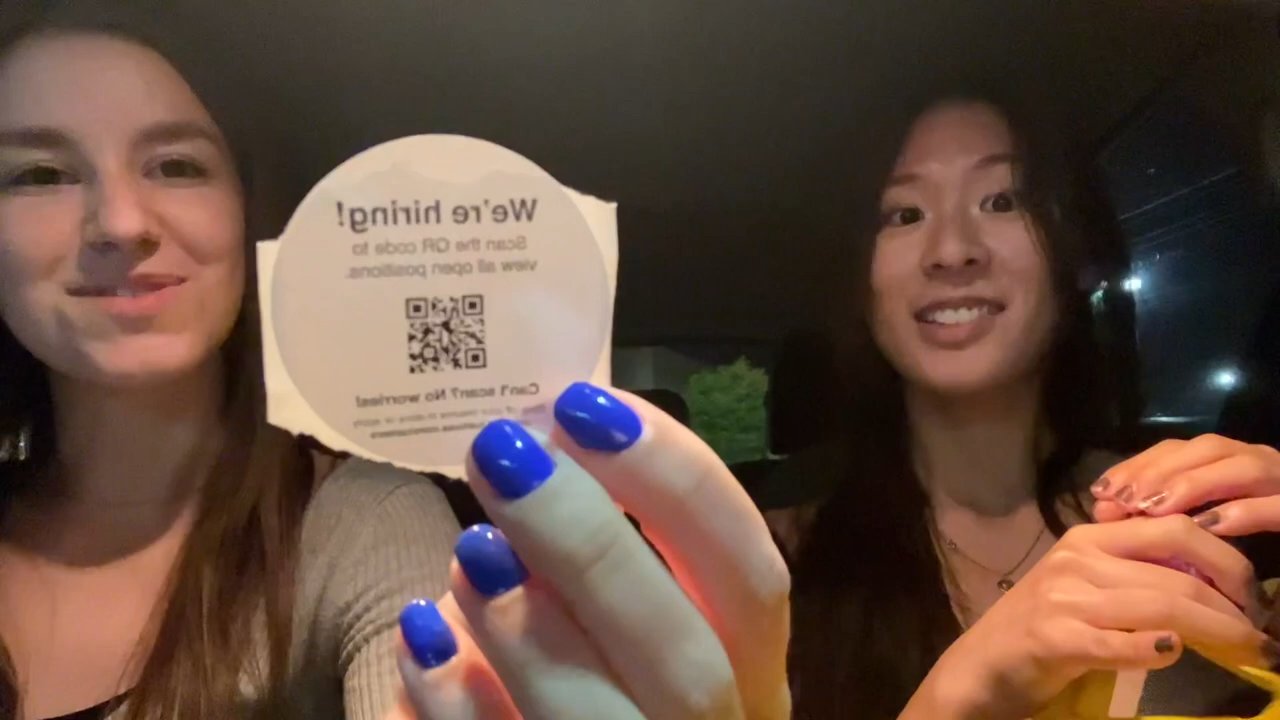 We're hiring!
Scan the QR code to
view all open positions.
Can't scan? No worries!